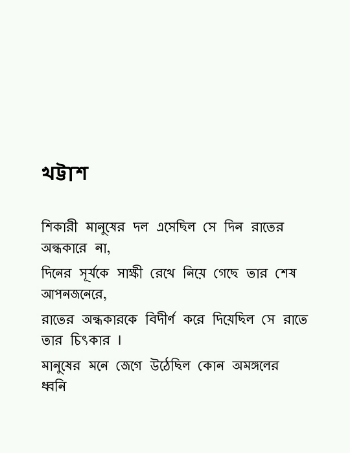 খট্টাশ
শিকারী মানুষের দল এসেছিল সে দিন রাতের
অন্ধকারে না,
দিনের সূর্যকে সাক্ষী রেখে নিয়ে গেছে তার শেষ
আপনজনেরে,
রাতের অন্ধকারকে বিদীর্ণ করে দিয়েছিল সে রাতে
তার চিৎকার ।
মানুষের মনে জেগে উঠেছিল কোন অমঙ্গলের
ধ্বনি